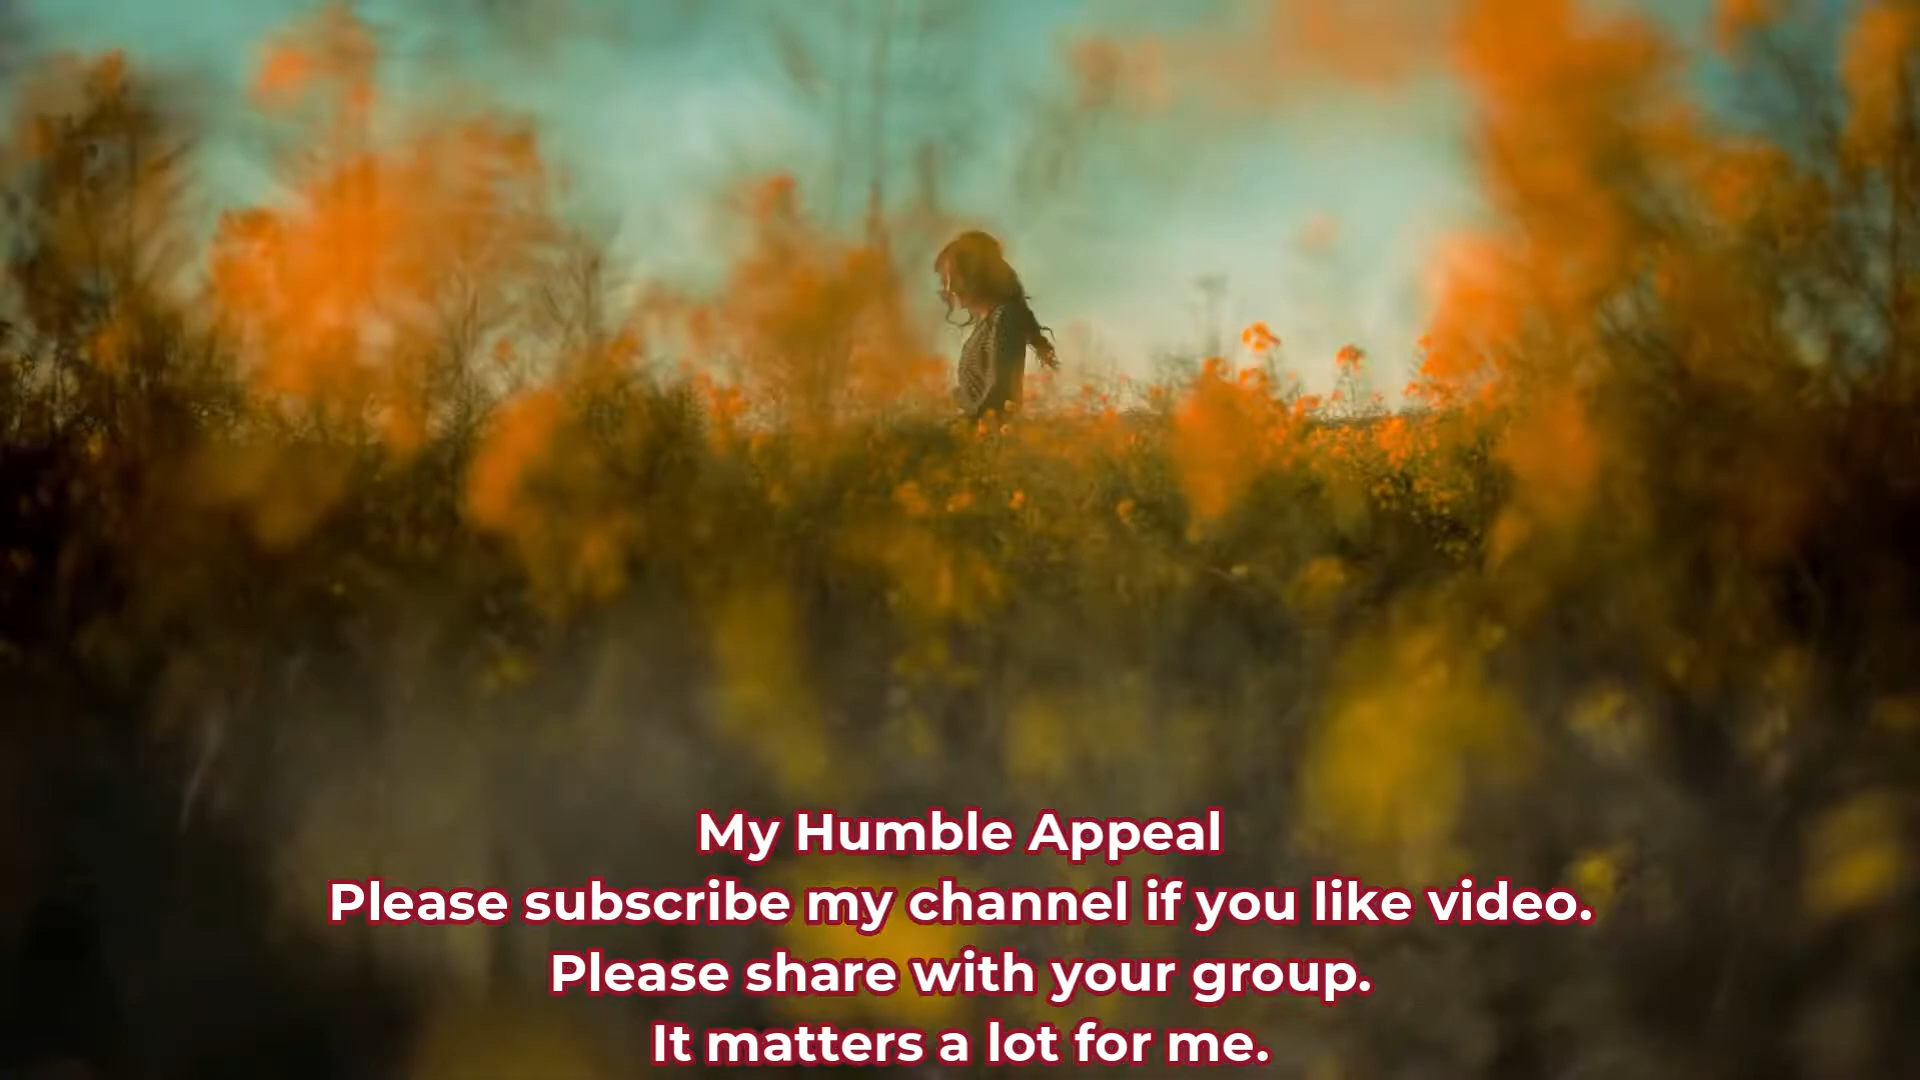 My Humble Appeal
Please subscribe my channel if you like video.
Please share with your group.
It matters a lot for me.